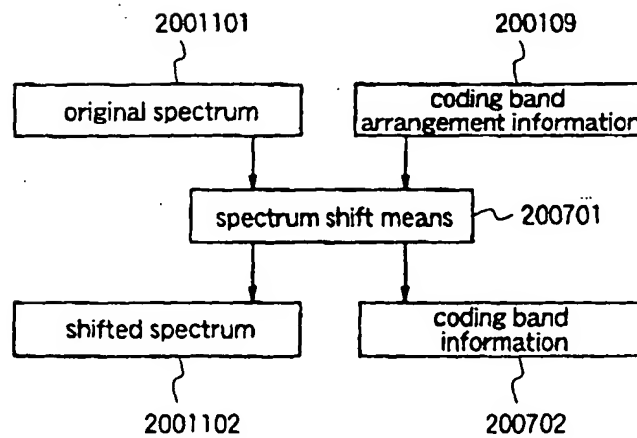 2001101
200109
original spectrum
coding band
arrangement information
spectrum shift means
200701
shifted spectrum
coding band
information
2001102
200702